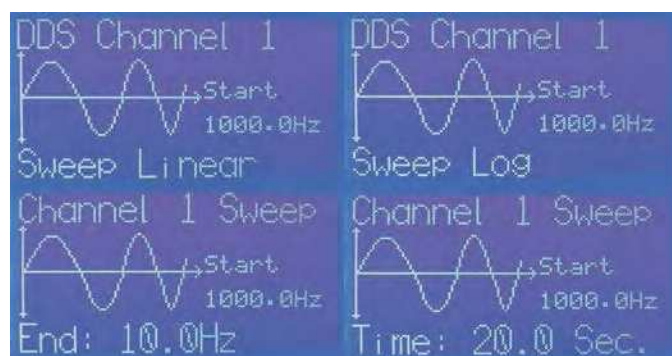 DDS Channel 1
Start
1000.0Hz
Sweep Linear
DDS Channel 1
Start
1000.0Hz
Sweep Log
Channel 1 Sweep
Start
1000.0Hz
End: 10.0Hz
Channel 1 Sweep
Start
1000.0Hz
Time: 20.0 Sec.